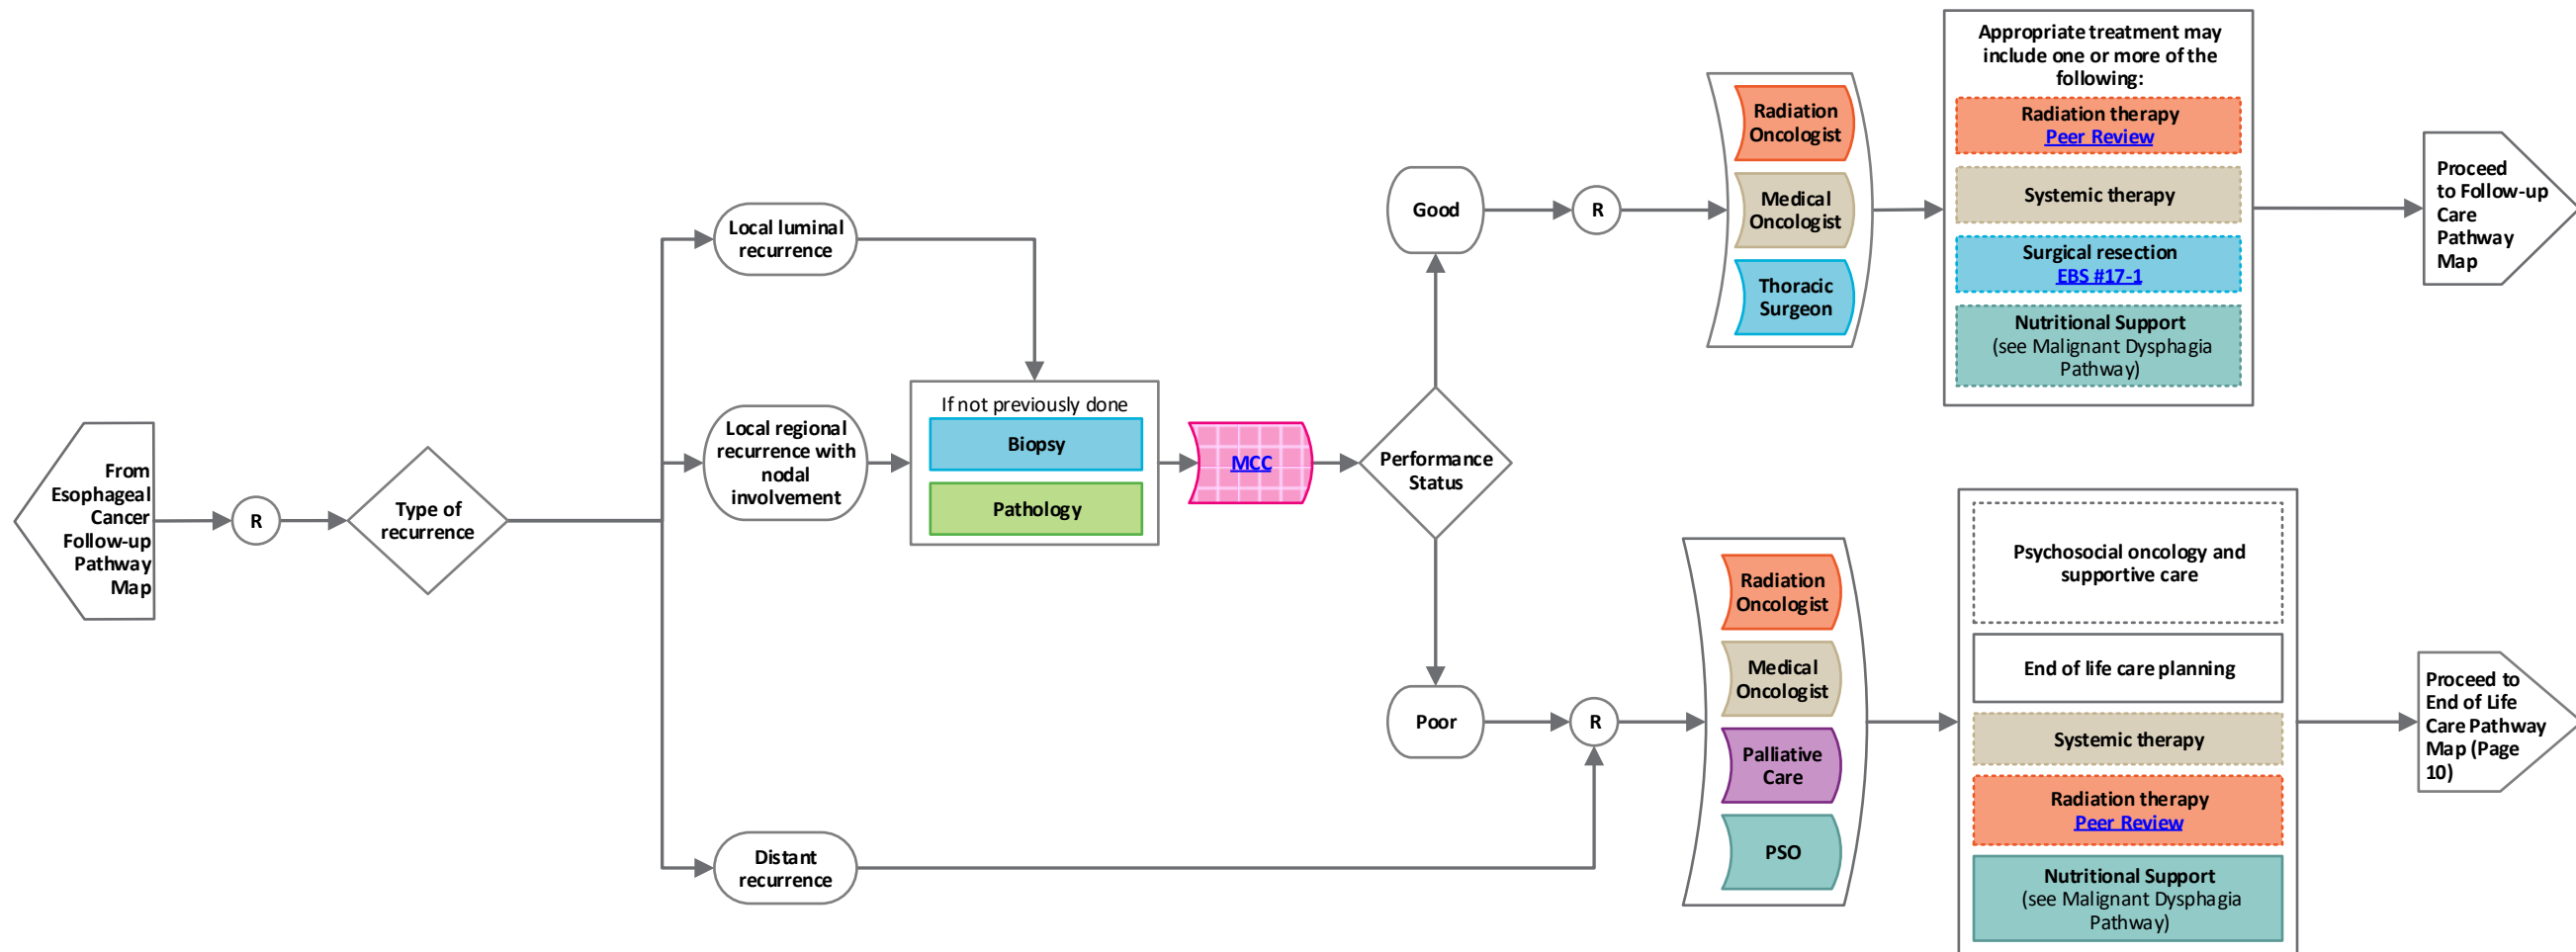 From
Esophageal
Cancer
Follow-up
Pathway
Map
R
Type of
recurrence
Local luminal
recurrence
Local regional
recurrence with
nodal
involvement
Distant
recurrence
If not previously done
Biopsy
Pathology
MCC
Performance
Status
Good
R
Radiation
Oncologist
Medical
Oncologist
Thoracic
Surgeon
Appropriate treatment may
include one or more of the
following:
Radiation therapy
Peer Review
Systemic therapy
Surgical resection
EBS #17-1
Nutritional Support
(see Malignant Dysphagia
Pathway)
Proceed
to Follow-up
Care
Pathway
Map
Poor
R
Radiation
Oncologist
Medical
Oncologist
Palliative
Care
PSO
Psychosocial oncology and
supportive care
End of life care planning
Systemic therapy
Radiation therapy
Peer Review
Nutritional Support
(see Malignant Dysphagia
Pathway)
Proceed to
End of Life
Care Pathway
Map (Page
10)